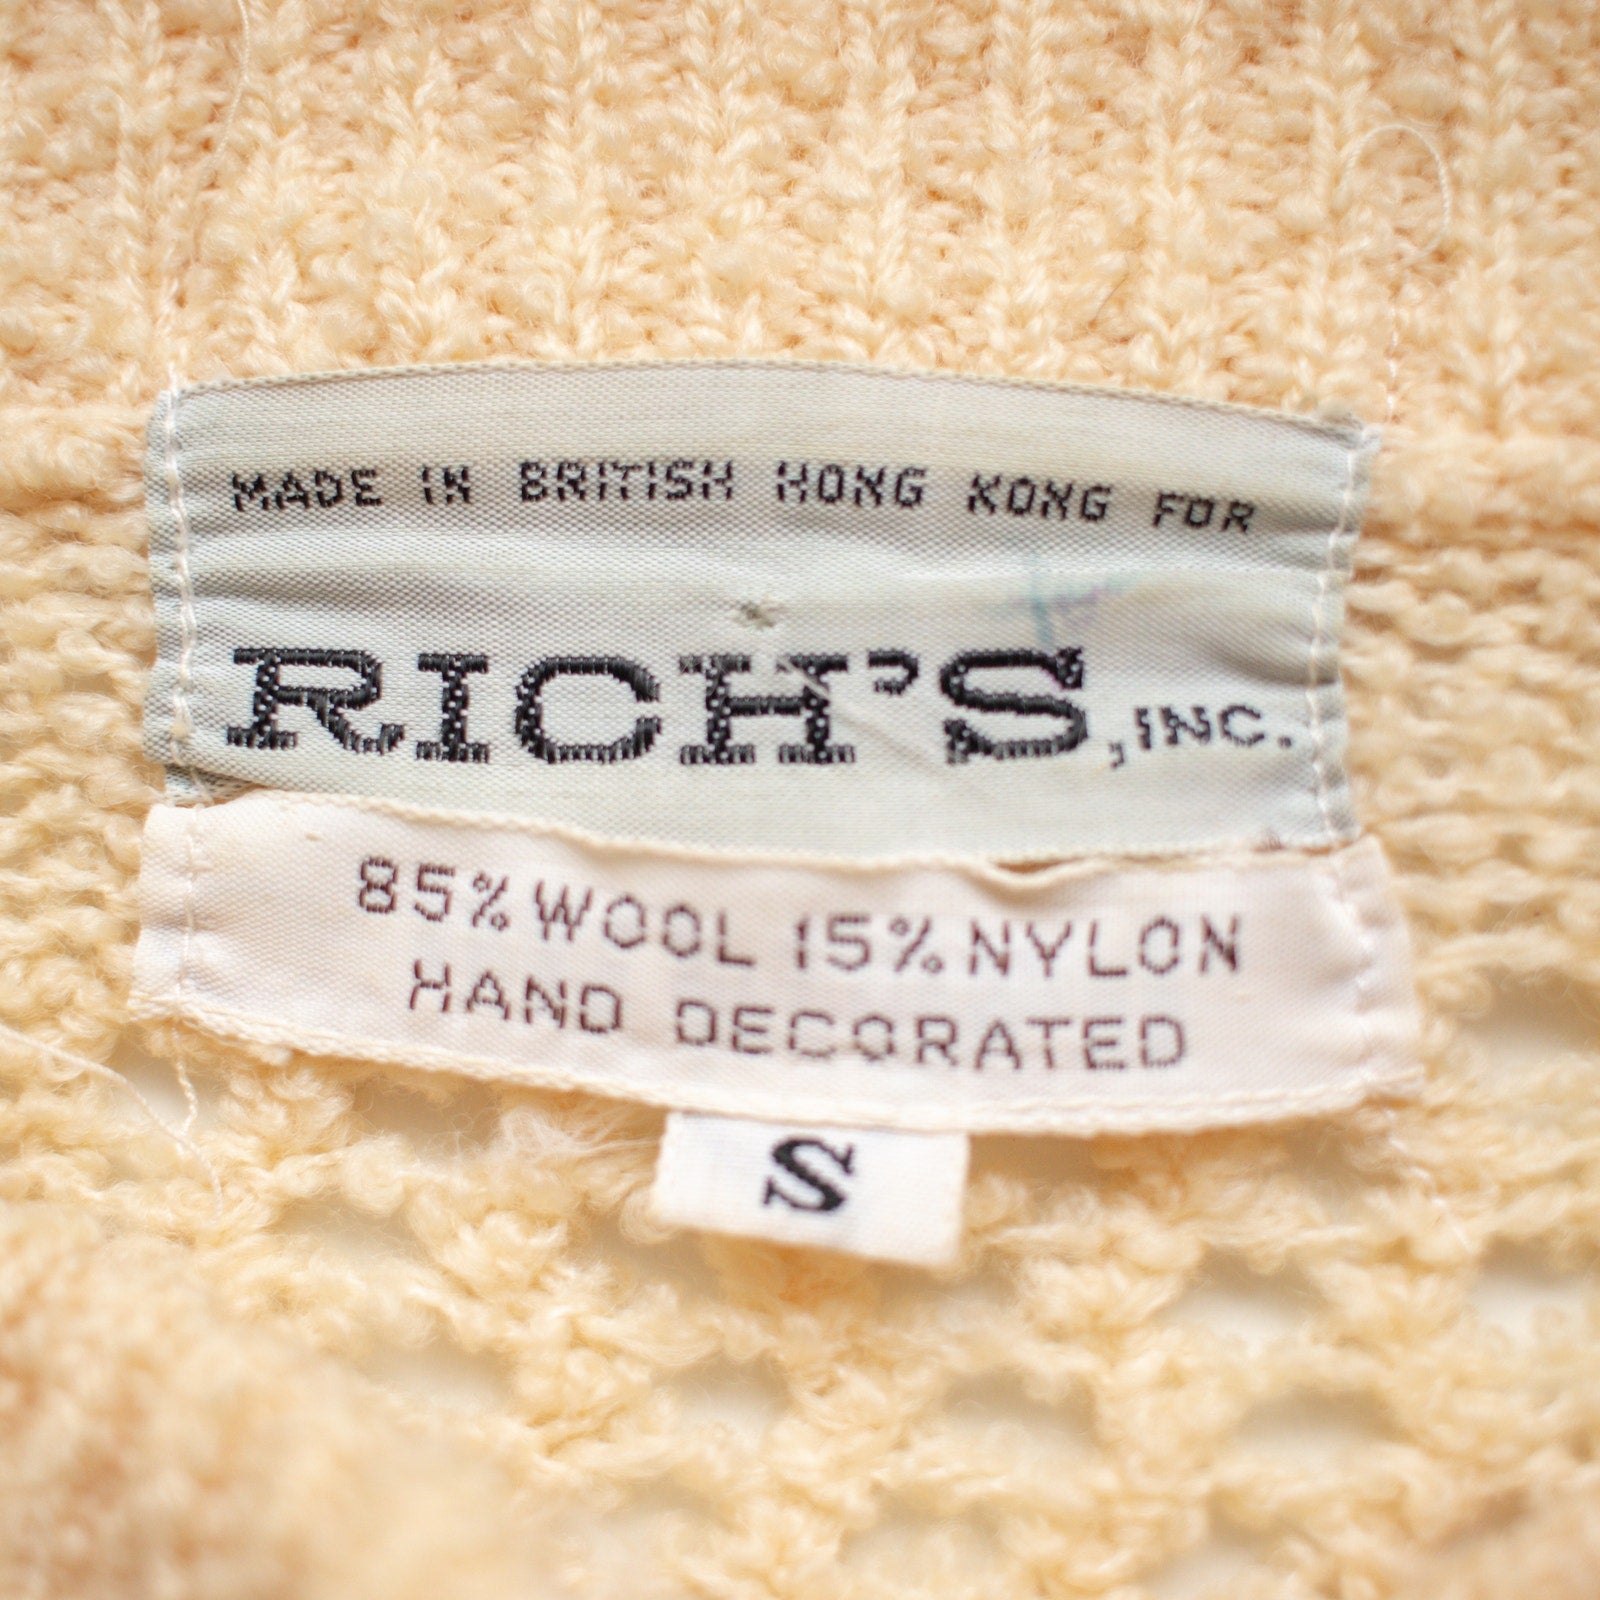 MADE IN BRITISH HONG KONG FOR
RICH'S, INC.
85% WOOL 15% NYLON
HAND DECORATED
S